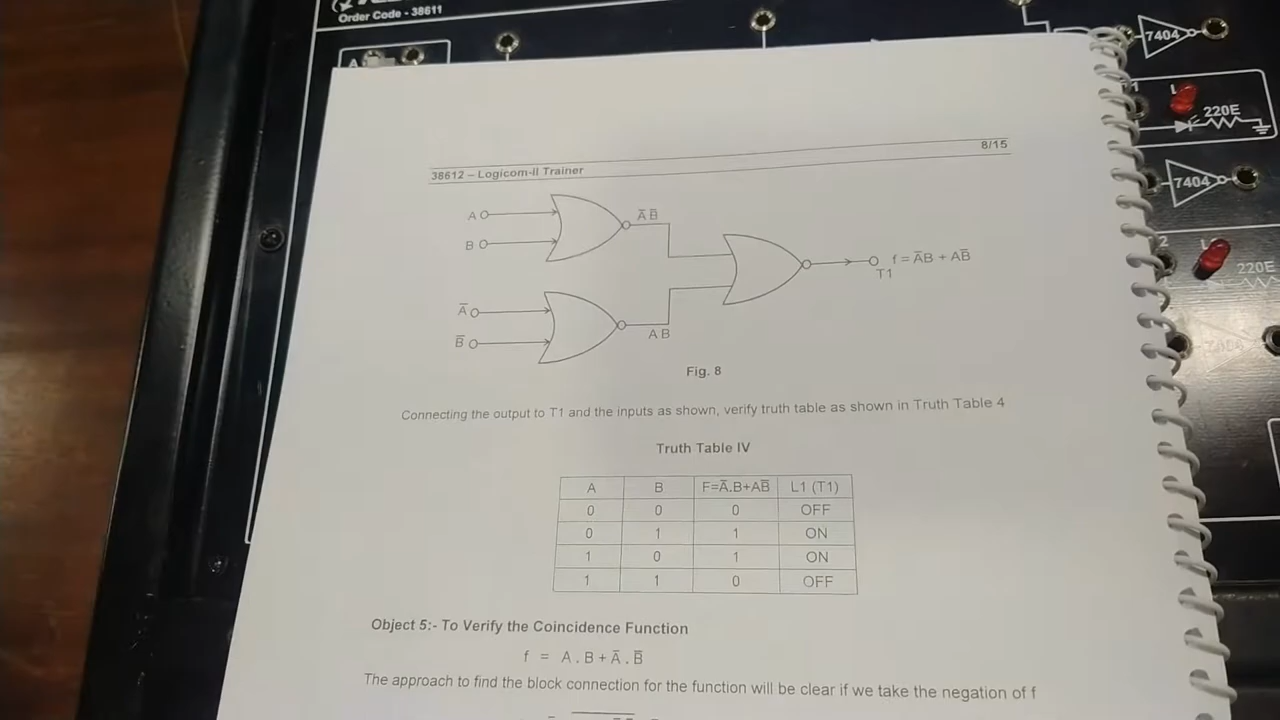 Order Code - 38611
A
7404
1
L
220E
7404
2
L
220E
7404
38612 – Logicom-II Trainer
8/15
A
B
A̅ B̅
f = A̅B + AB̅
T1
A̅
B̅
A B
Fig. 8
Connecting the output to T1 and the inputs as shown, verify truth table as shown in Truth Table 4
Truth Table IV
A B F=A̅.B+AB̅ L1 (T1)
0 0 0 OFF
0 1 1 ON
1 0 1 ON
1 1 0 OFF
Object 5:- To Verify the Coincidence Function
f = A . B + A̅ . B̅
The approach to find the block connection for the function will be clear if we take the negation of f